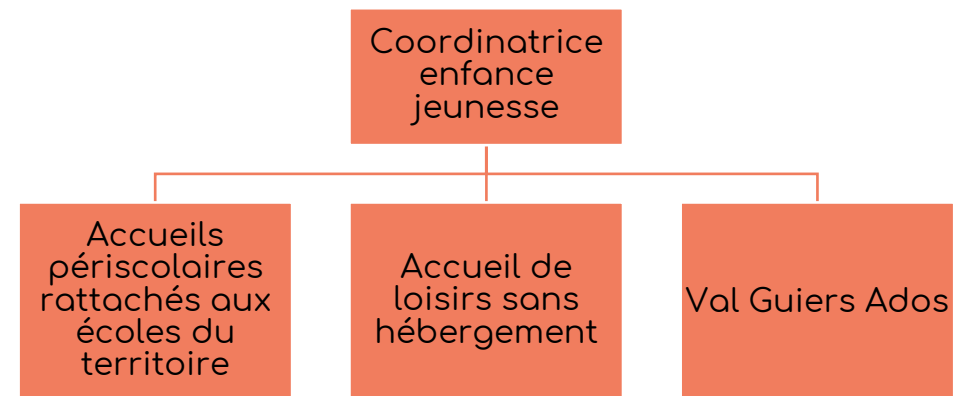 Coordinatrice
enfance
jeunesse
Accueils
périscolaires
rattachés aux
écoles du
territoire
Accueil de
loisirs sans
hébergement
Val Guiers Ados